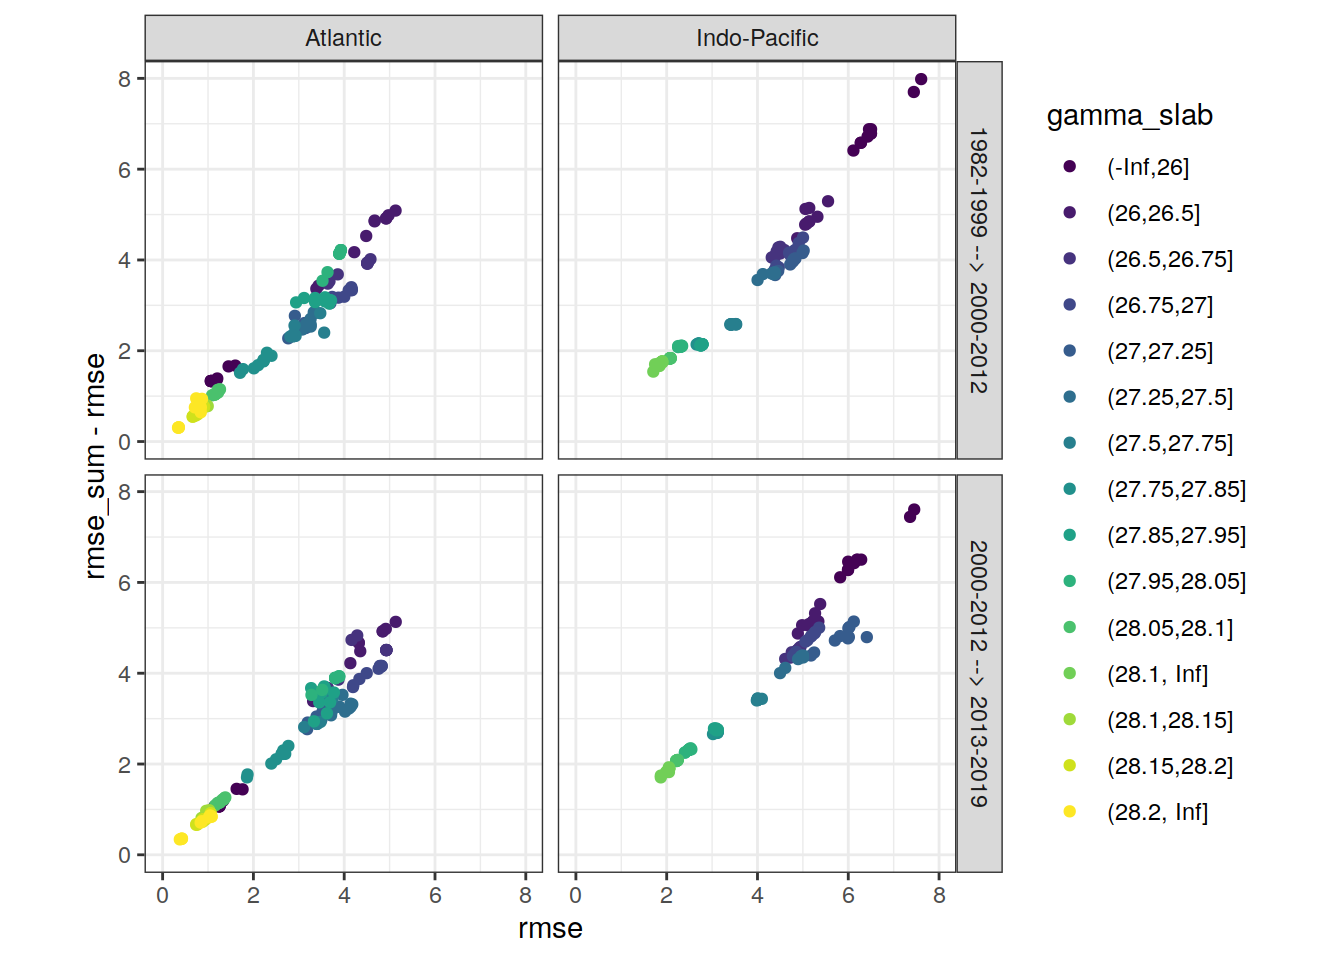 Atlantic
Indo-Pacific
8
6
4
2
0
1982-1999 --> 2000-2012
8
6
4
2
0
2000-2012 --> 2013-2019
0 2 4 6 8
0 2 4 6 8
rmse
rmse_sum - rmse
gamma_slab
(-Inf,26]
(26,26.5]
(26.5,26.75]
(26.75,27]
(27,27.25]
(27.25,27.5]
(27.5,27.75]
(27.75,27.85]
(27.85,27.95]
(27.95,28.05]
(28.05,28.1]
(28.1, Inf]
(28.1,28.15]
(28.15,28.2]
(28.2, Inf]